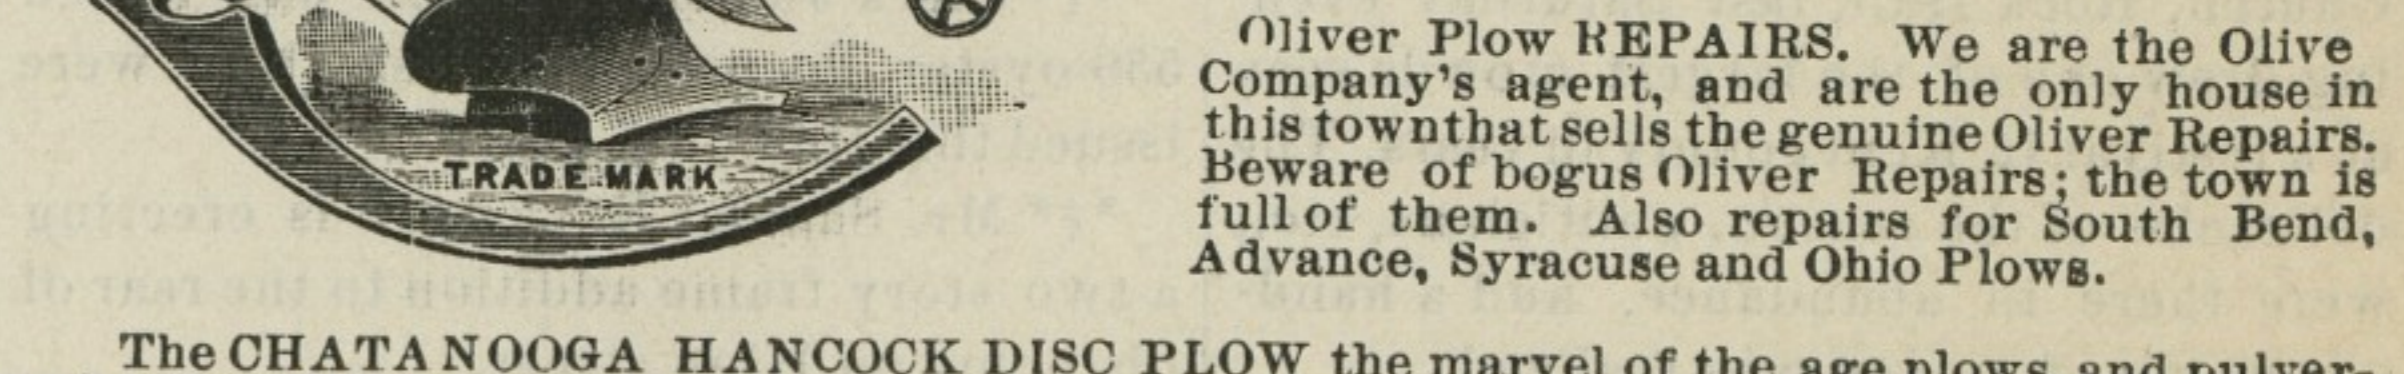 Oliver Plow REPAIRS. We are the Olive
Company's agent, and are the only house in
this townthat sells the genuine Oliver Repairs.
Beware of bogus Oliver Repairs; the town is
full of them. Also repairs for South Bend,
Advance, Syracuse and Ohio Plows.
TRADE MARK
The CHATANOOGA HANCOCK DISC PLOW the marvel of the age plows and pulver-